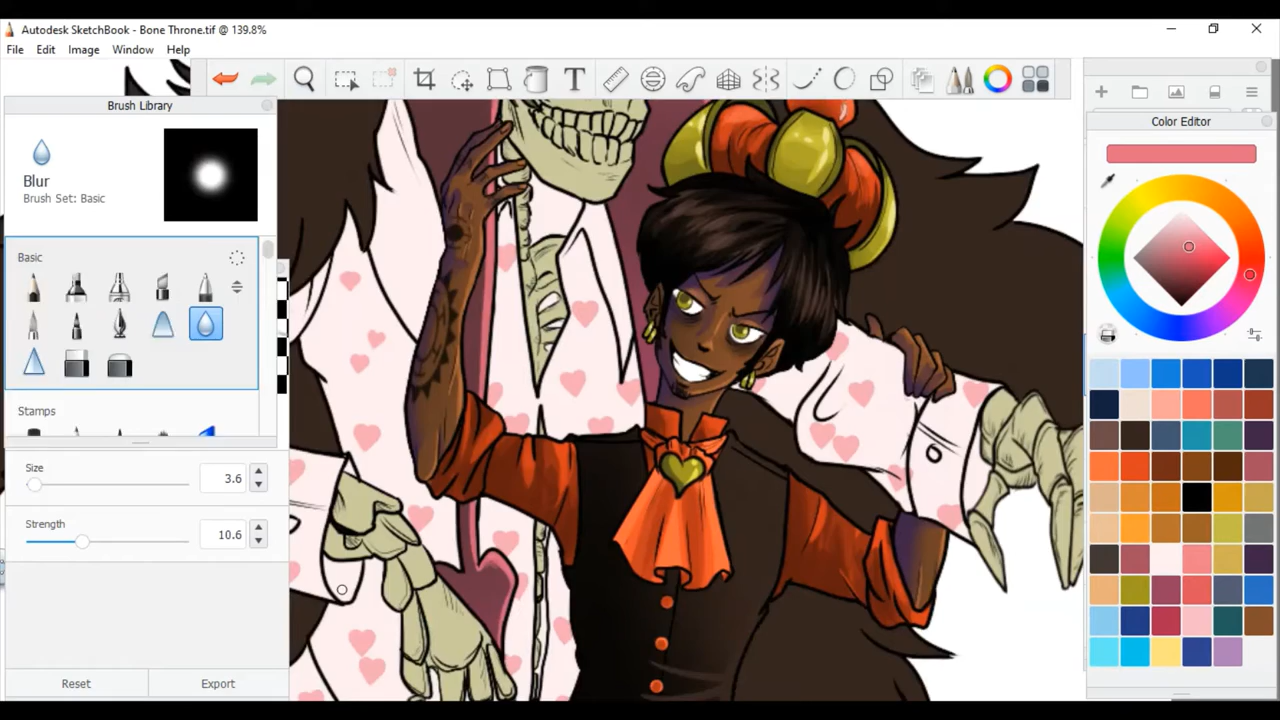 Autodesk SketchBook - Bone Throne.tif @ 139.8%
File Edit Image Window Help
T
Brush Library
Blur
Brush Set: Basic
Basic
Stamps
Size
3.6
Strength
10.6
Reset Export
Color Editor